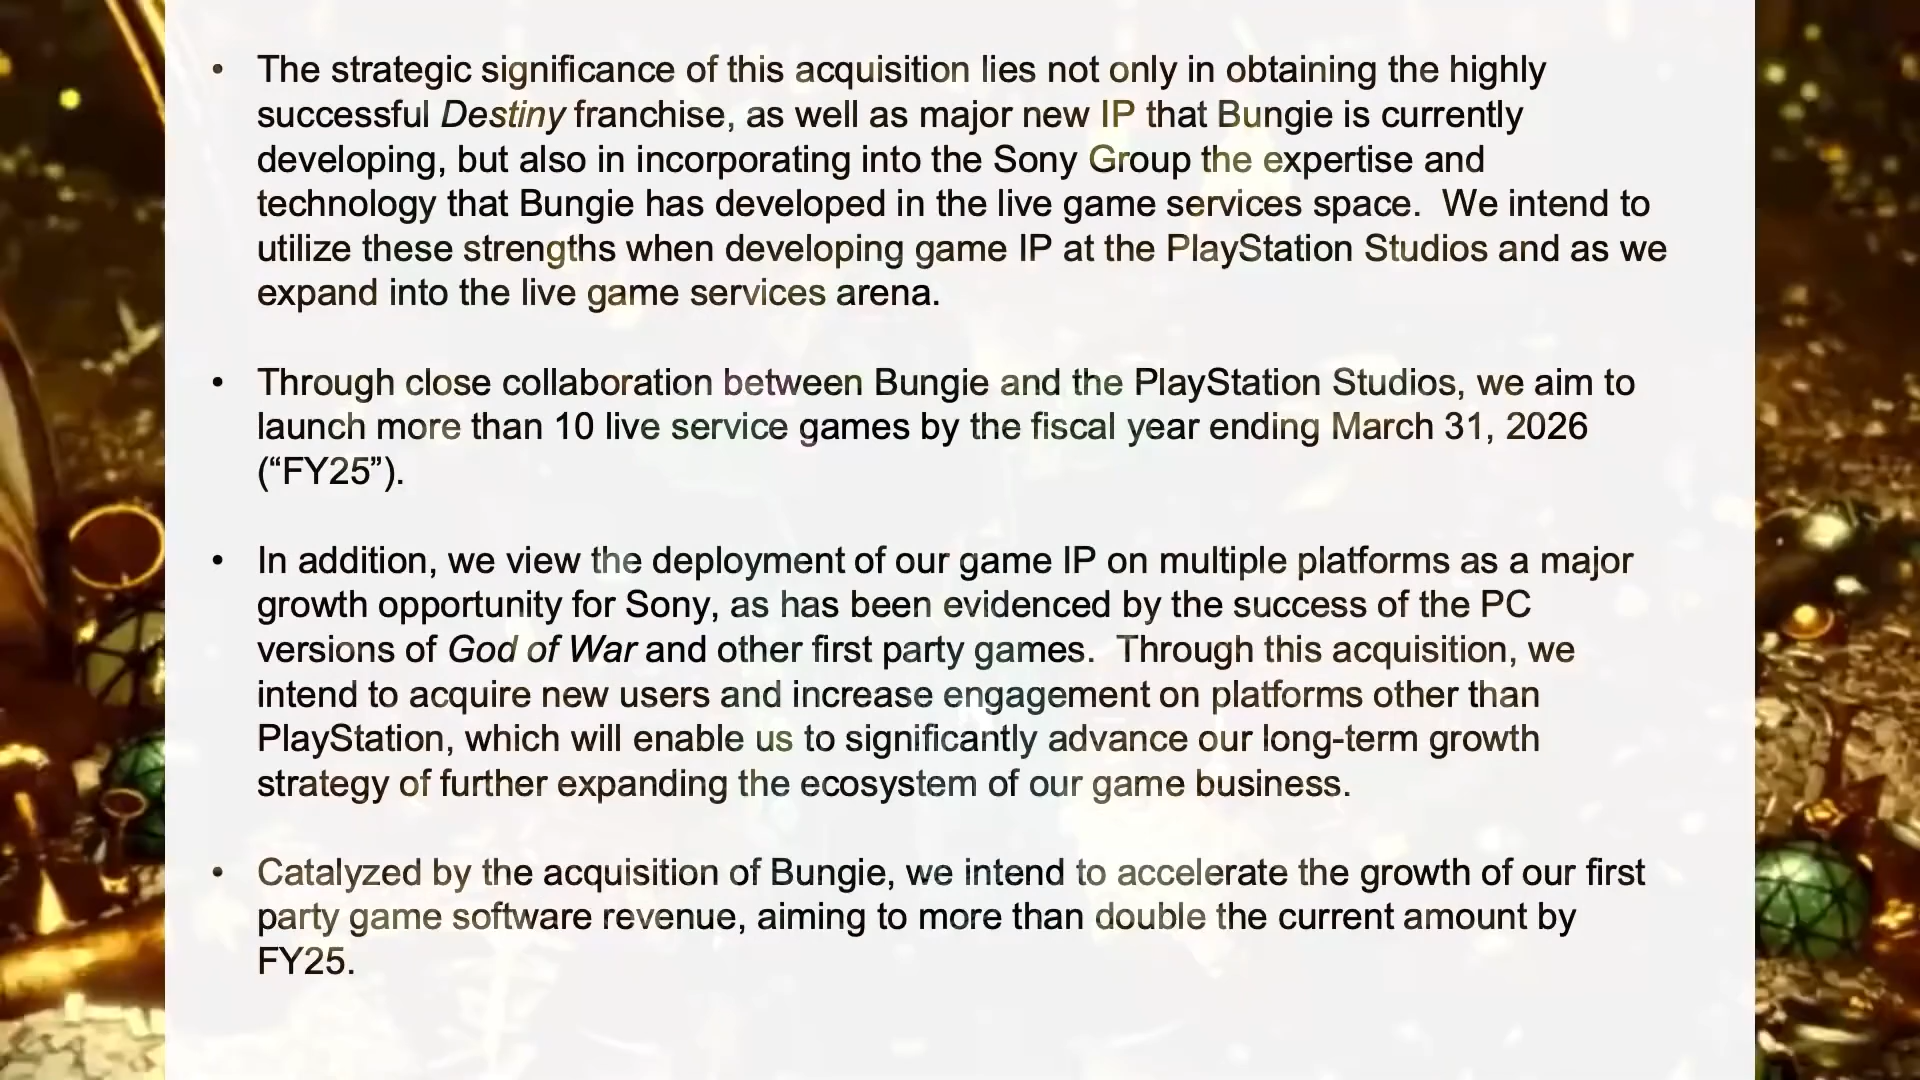 • The strategic significance of this acquisition lies not only in obtaining the highly
successful Destiny franchise, as well as major new IP that Bungie is currently
developing, but also in incorporating into the Sony Group the expertise and
technology that Bungie has developed in the live game services space.  We intend to
utilize these strengths when developing game IP at the PlayStation Studios and as we
expand into the live game services arena.
• Through close collaboration between Bungie and the PlayStation Studios, we aim to
launch more than 10 live service games by the fiscal year ending March 31, 2026
(“FY25”).
• In addition, we view the deployment of our game IP on multiple platforms as a major
growth opportunity for Sony, as has been evidenced by the success of the PC
versions of God of War and other first party games.  Through this acquisition, we
intend to acquire new users and increase engagement on platforms other than
PlayStation, which will enable us to significantly advance our long-term growth
strategy of further expanding the ecosystem of our game business.
• Catalyzed by the acquisition of Bungie, we intend to accelerate the growth of our first
party game software revenue, aiming to more than double the current amount by
FY25.